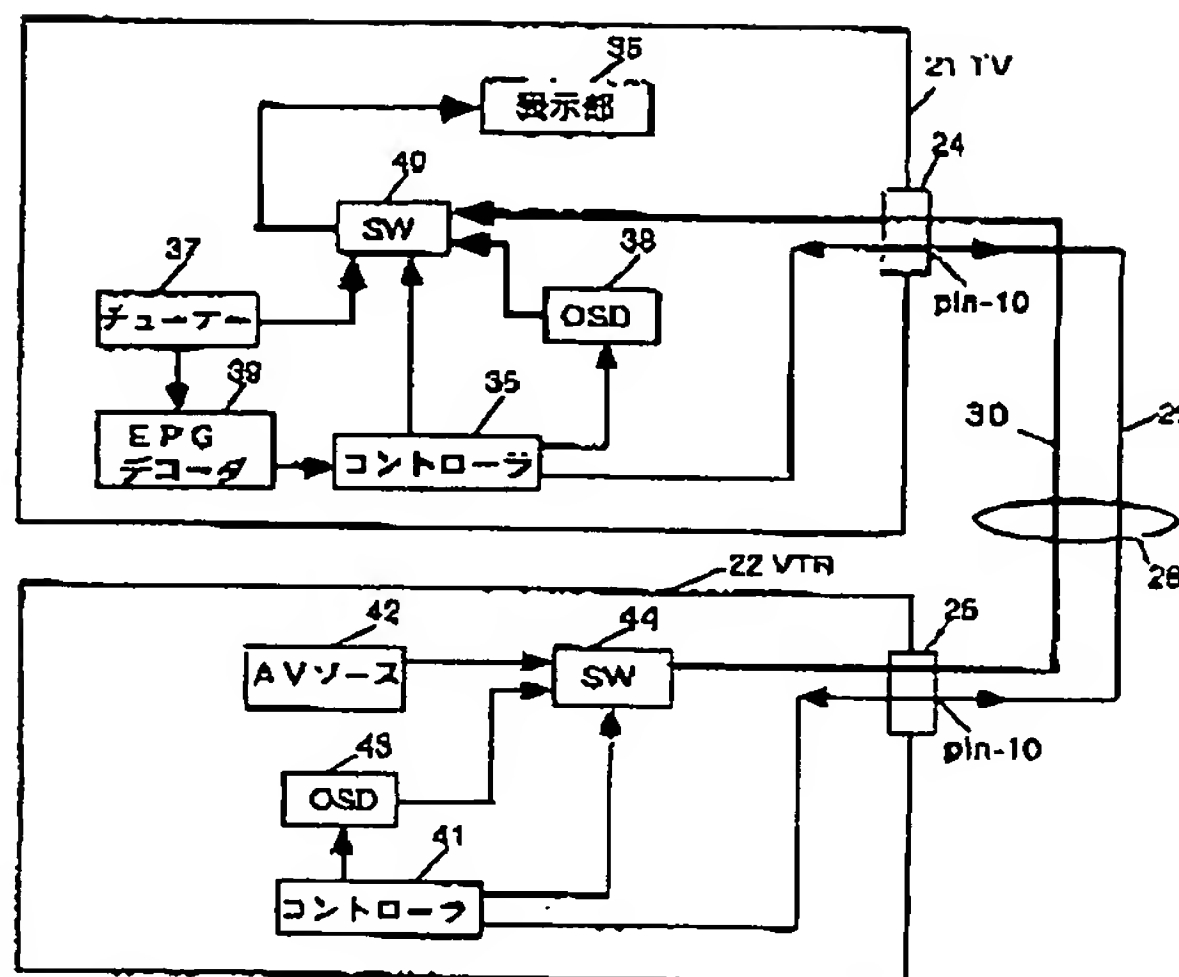 35
表示部
21 TV
24
40
SW
38
37
チューナー
OSD
pin-10
39
EPG
デコーダ
35
コントローラ
30
28
22 VTR
42
44
26
AVソース
SW
pin-10
43
OSD
41
コントローラ